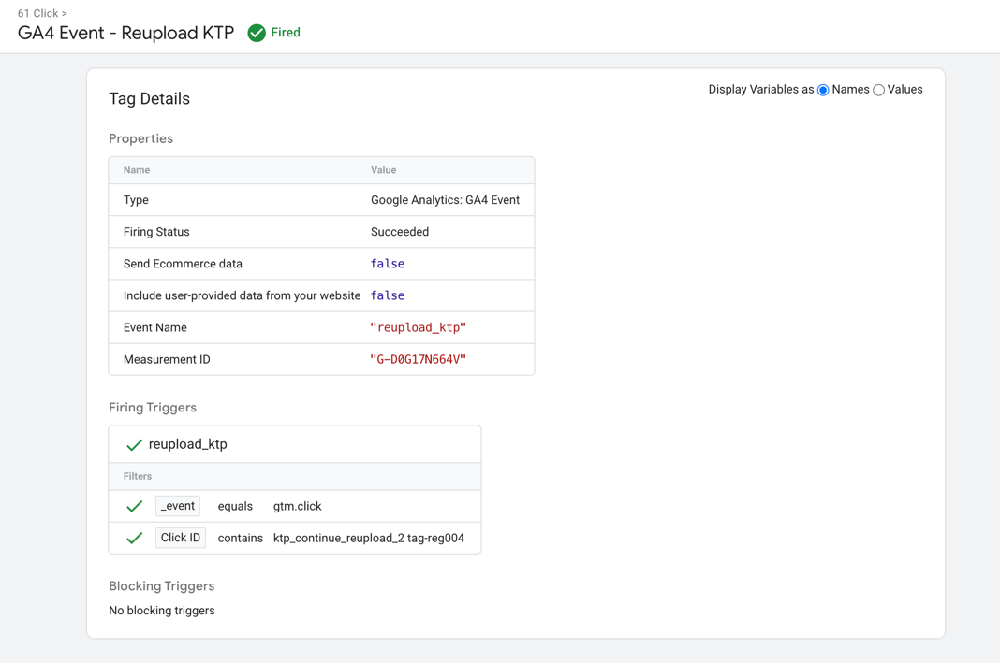 61 Click >
GA4 Event - Reupload KTP Fired
Tag Details
Display Variables as Names Values
Properties
Name Value
Type Google Analytics: GA4 Event
Firing Status Succeeded
Send Ecommerce data false
Include user-provided data from your website false
Event Name "reupload_ktp"
Measurement ID "G-D0G17N664V"
Firing Triggers
reupload_ktp
Filters
_event equals gtm.click
Click ID contains ktp_continue_reupload_2 tag-reg004
Blocking Triggers
No blocking triggers